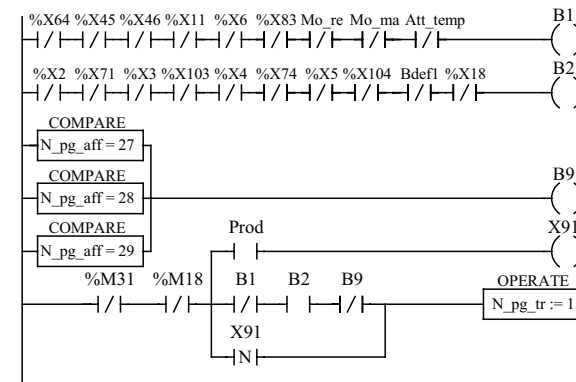 %X64 %X45 %X46 %X11 %X6 %X83 Mo_re Mo_ma Att_temp B1
%X2 %X71 %X3 %X103 %X4 %X74 %X5 %X104 Bdef1 %X18 B2
COMPARE
N_pg_aff = 27
COMPARE
N_pg_aff = 28 B9
COMPARE
N_pg_aff = 29
Prod X91
%M31 %M18 B1 B2 B9 OPERATE
N_pg_tr := 1
X91
N